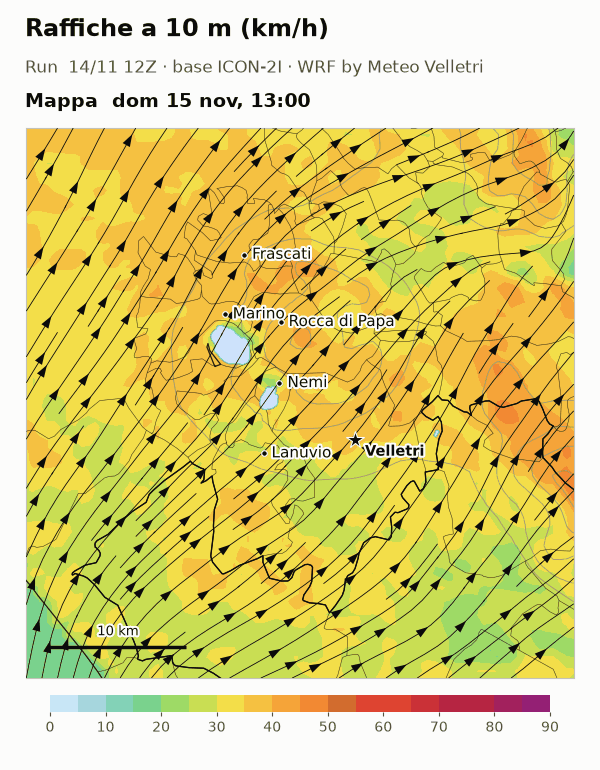 Raffiche a 10 m (km/h)
Run  14/11 12Z · base ICON-2I · WRF by Meteo Velletri
Mappa  dom 15 nov, 13:00
Frascati
Marino
Rocca di Papa
Nemi
Velletri
Lanuvio
10 km
0 10 20 30 40 50 60 70 80 90